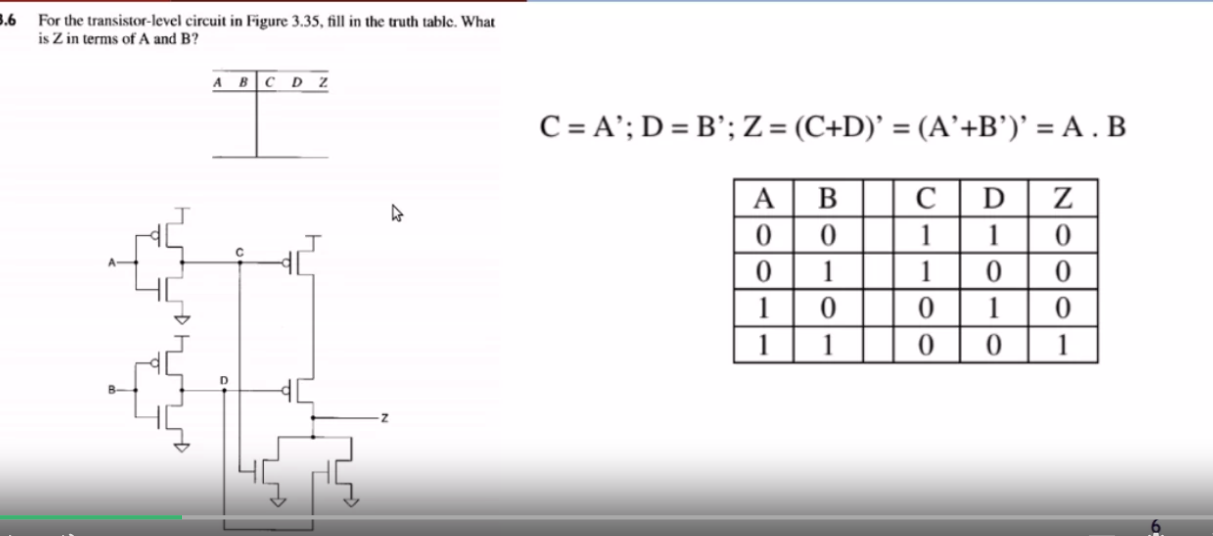 3.6 For the transistor-level circuit in Figure 3.35, fill in the truth table. What
is Z in terms of A and B?
A B C D Z
C = A’; D = B’; Z = (C+D)’ = (A’+B’)’ = A . B
A B C D Z
0 0 1 1 0
0 1 1 0 0
1 0 0 1 0
1 1 0 0 1
A
C
B
D
Z
6